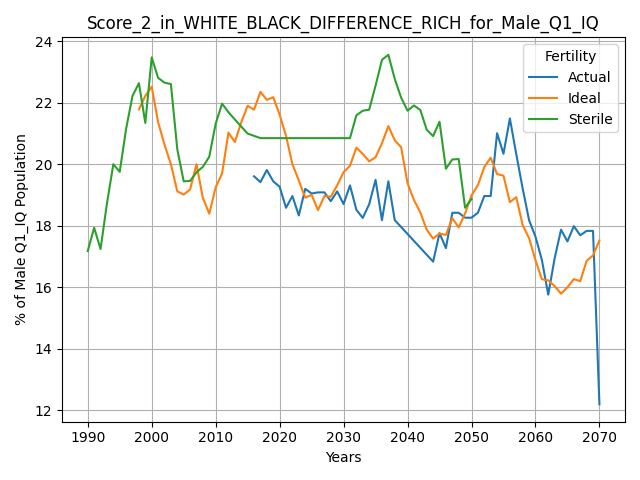 Score_2_in_WHITE_BLACK_DIFFERENCE_RICH_for_Male_Q1_IQ
Fertility
Actual
Ideal
Sterile
% of Male Q1_IQ Population
24
22
20
18
16
14
12
1990 2000 2010 2020 2030 2040 2050 2060 2070
Years